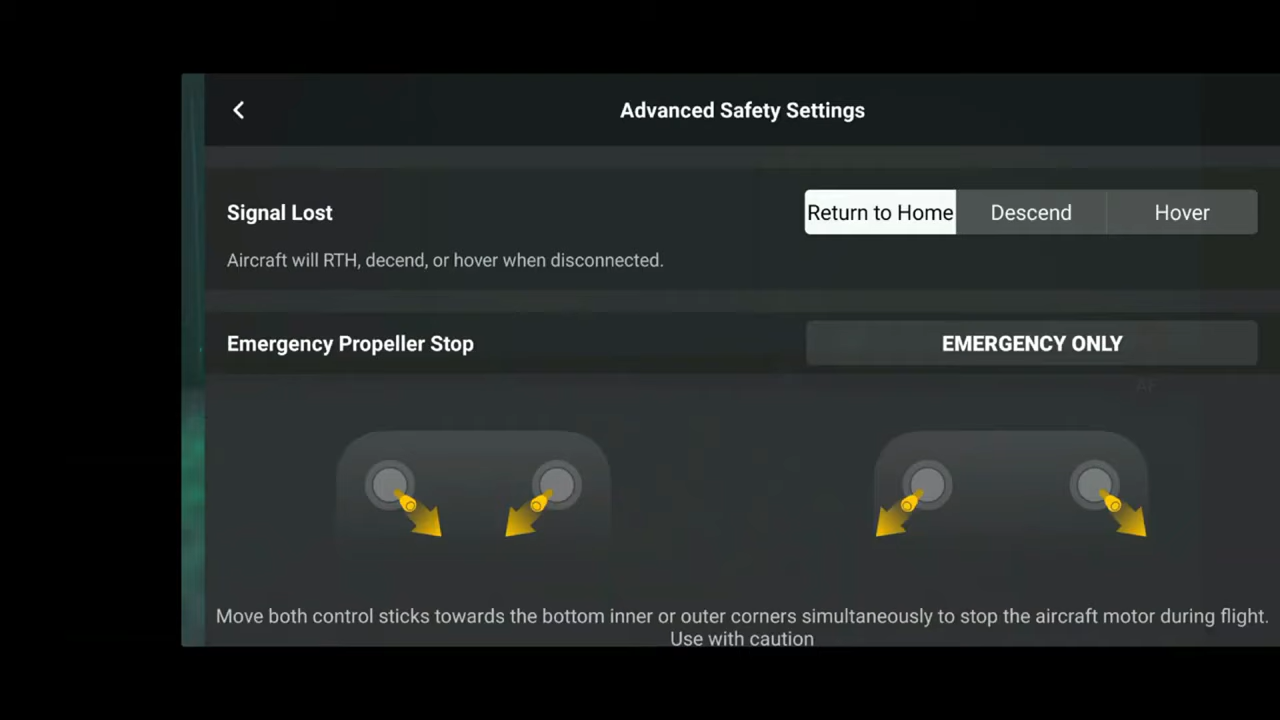 Advanced Safety Settings
Signal Lost
Return to Home
Descend
Hover
Aircraft will RTH, decend, or hover when disconnected.
Emergency Propeller Stop
EMERGENCY ONLY
AF
Move both control sticks towards the bottom inner or outer corners simultaneously to stop the aircraft motor during flight.
Use with caution